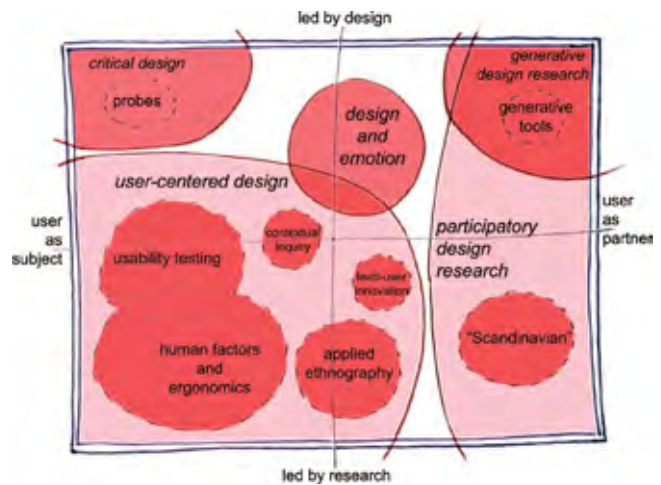 led by design
critical design
probes
generative
design research
generative
tools
design
and
emotion
user-centered design
user
as
subject
user
as
partner
contextual
inquiry
participatory
design
research
usability testing
lead-user
innovation
"Scandinavian"
human factors
and
ergonomics
applied
ethnography
led by research